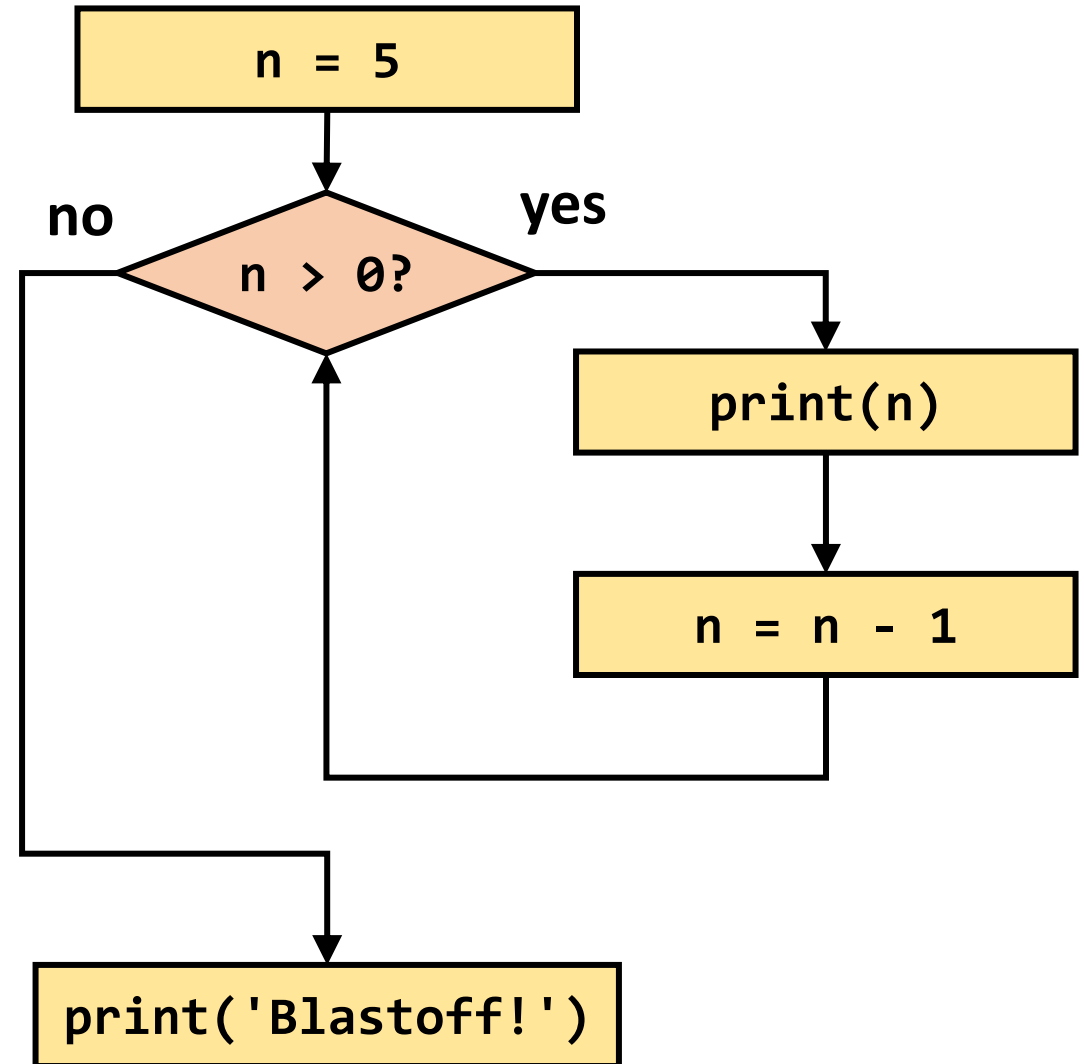 n = 5
no
yes
n > 0?
print(n)
n = n - 1
print('Blastoff!')